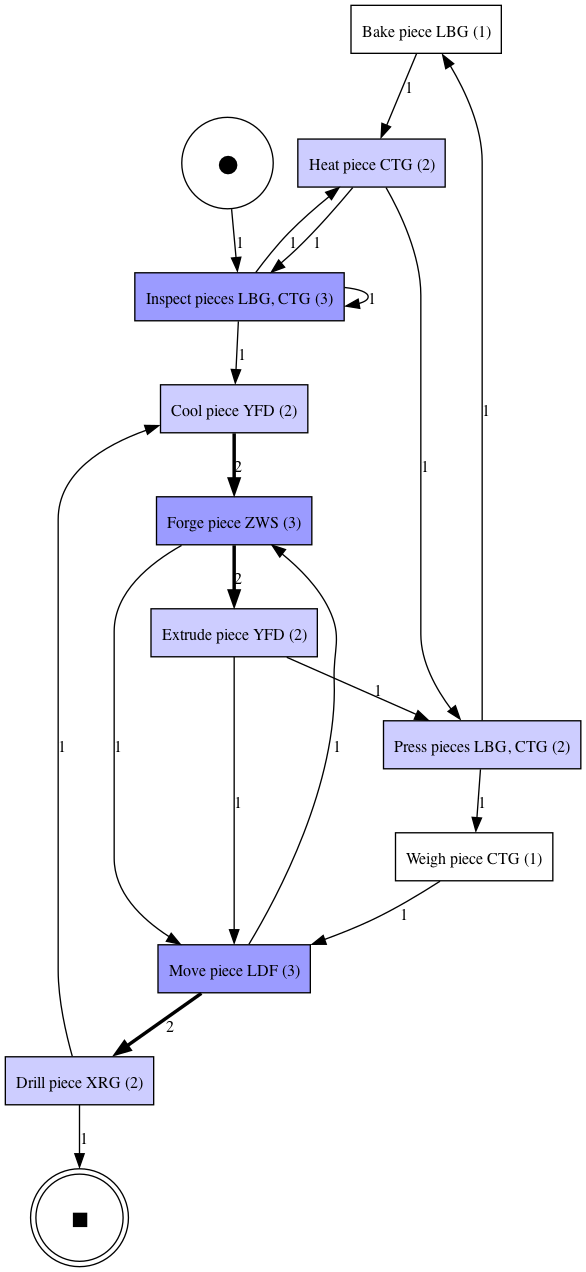 Bake piece LBG (1)
1
Heat piece CTG (2)
1
1
1
Inspect pieces LBG, CTG (3)
1
1
1
1
Cool piece YFD (2)
2
Forge piece ZWS (3)
2
Extrude piece YFD (2)
1
Press pieces LBG, CTG (2)
1
1
1
1
1
Weigh piece CTG (1)
1
Move piece LDF (3)
2
Drill piece XRG (2)
1